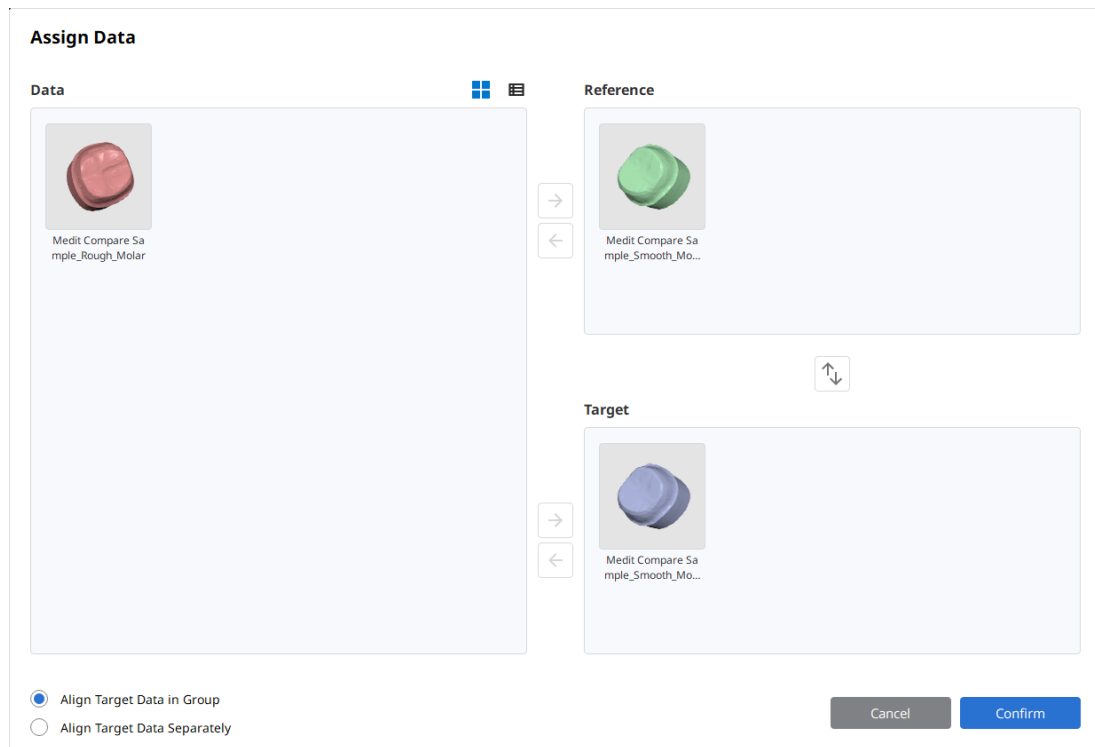 Assign Data
Data
Reference
Medit Compare Sa
mple_Rough_Molar
Medit Compare Sa
mple_Smooth_Mo...
Target
Medit Compare Sa
mple_Smooth_Mo...
Align Target Data in Group
Align Target Data Separately
Cancel
Confirm